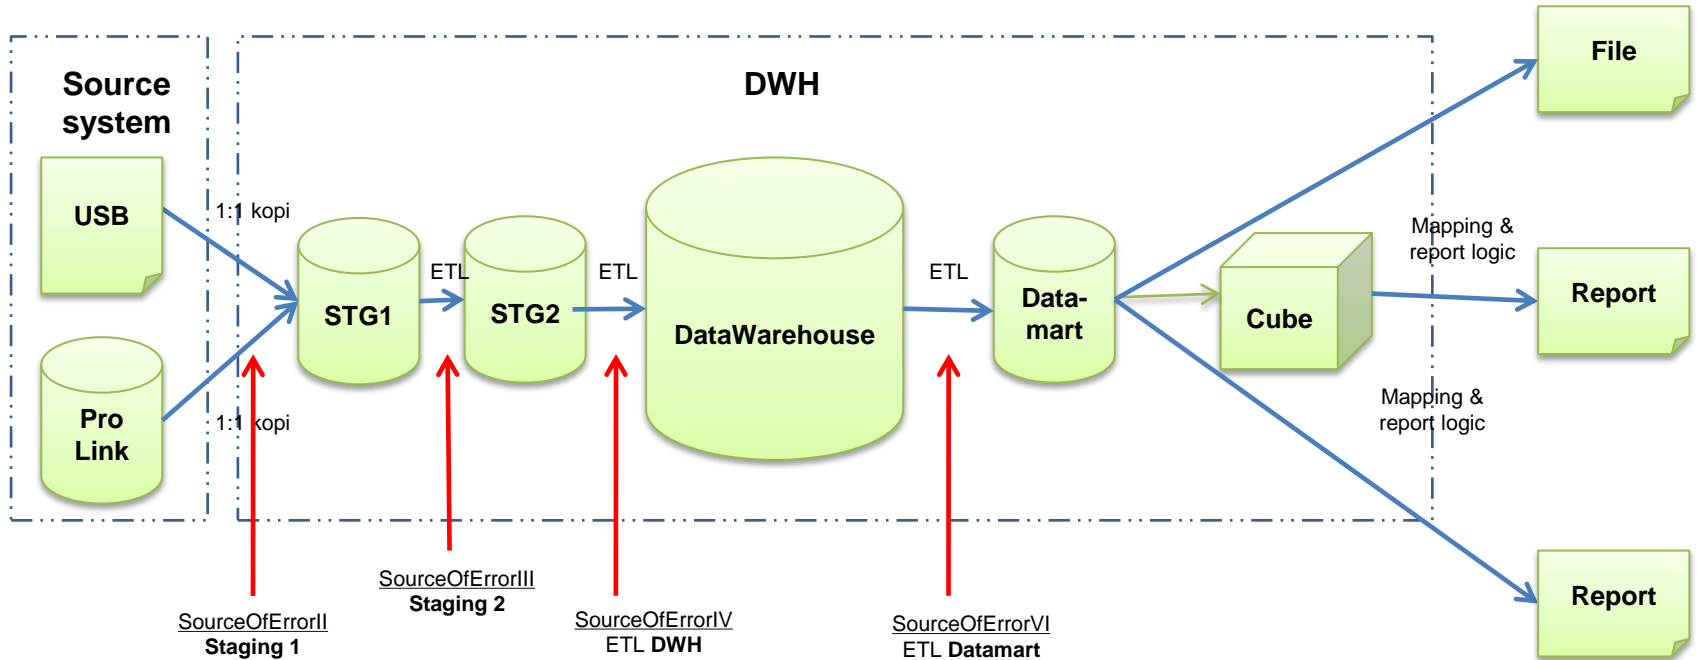 Source
system
DWH
File
USB
1:1 kopi
Mapping &
report logic
ETL
ETL
ETL
STG1
STG2
DataWarehouse
Data-
mart
Cube
Report
Pro
Link
1:1 kopi
Mapping &
report logic
SourceOfErrorII
Staging 1
SourceOfErrorIII
Staging 2
SourceOfErrorIV
ETL DWH
SourceOfErrorVI
ETL Datamart
Report